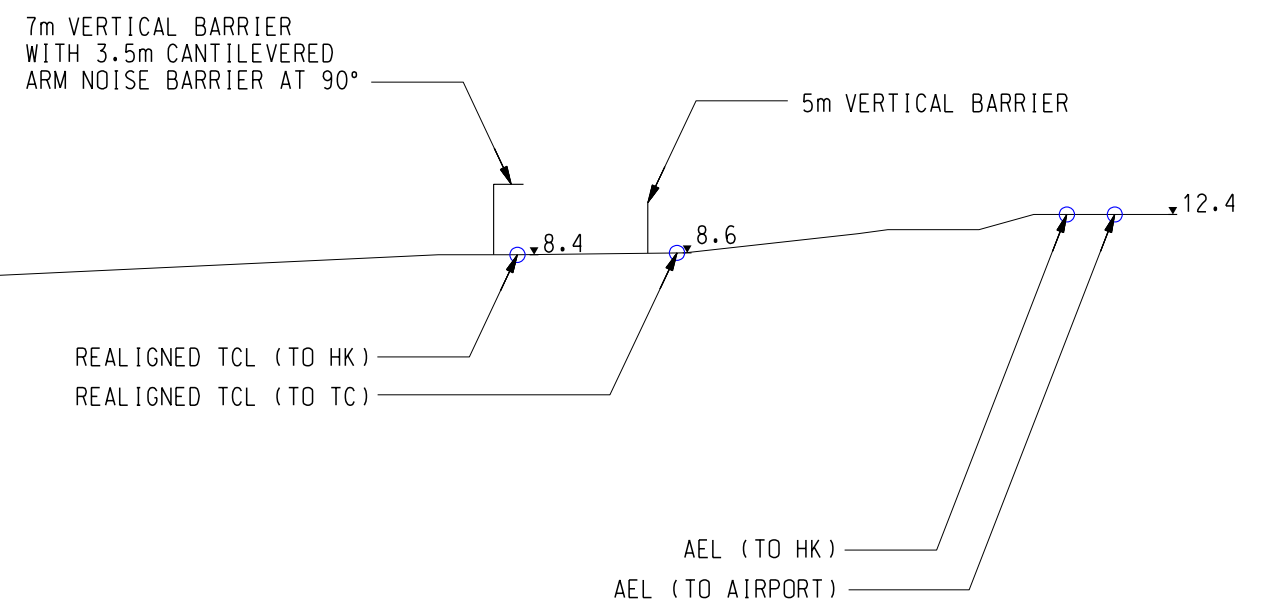 7m VERTICAL BARRIER
WITH 3.5m CANTILEVERED
ARM NOISE BARRIER AT 90°
5m VERTICAL BARRIER
12.4
8.4
8.6
REALIGNED TCL (TO HK)
REALIGNED TCL (TO TC)
AEL (TO HK)
AEL (TO AIRPORT)